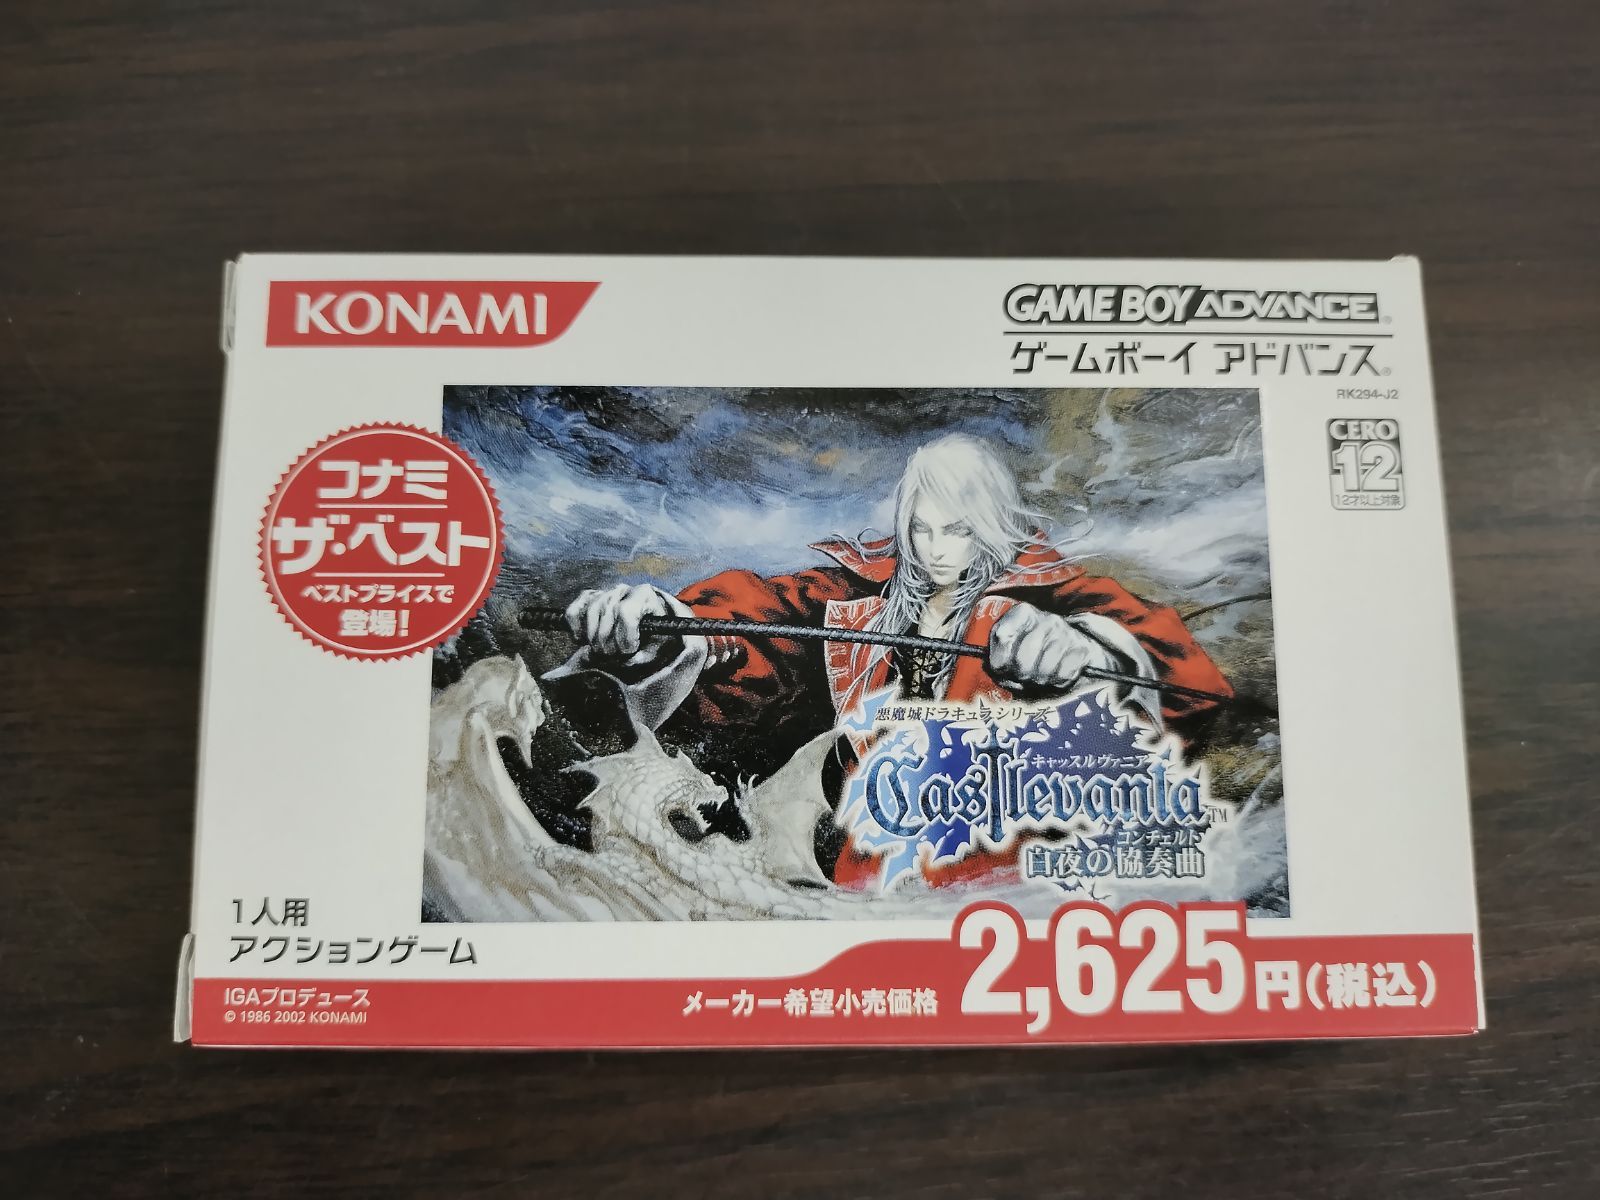 KONAMI
GAME BOY ADVANCE
ゲームボーイ アドバンス®
RK294-J2
CERO
12
12才以上対象
コナミ
ザ・ベスト
ベストプライスで
登場!
悪魔城ドラキュラシリーズ
キャッスルヴァニア
Castlevania™
コンチェルト
白夜の協奏曲
1人用
アクションゲーム
IGAプロデュース
© 1986 2002 KONAMI
メーカー希望小売価格 2,625円(税込)